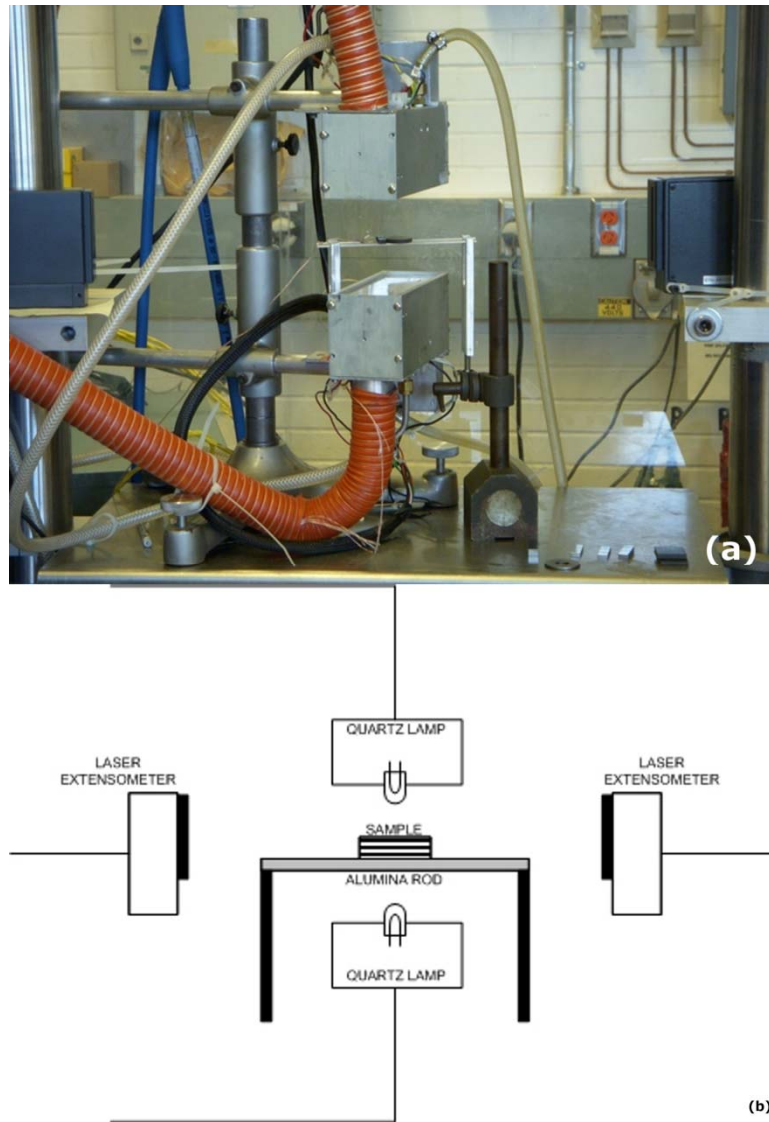 (a)
QUARTZ LAMP
LASER
EXTENSOMETER
LASER
EXTENSOMETER
SAMPLE
ALUMINA ROD
QUARTZ LAMP
(b)